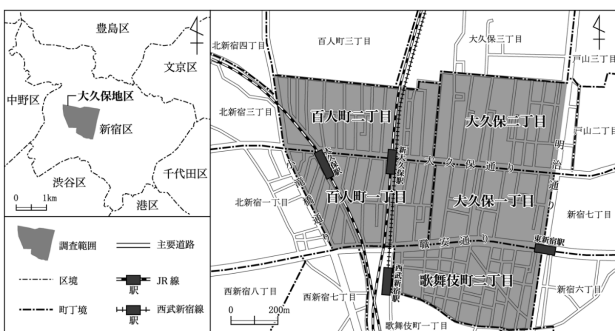 豊島区
文京区
中野区
大久保地区
新宿区
千代田区
渋谷区
港区
0 1km
調査範囲
主要道路
区境
駅
JR線
町丁境
駅
西武新宿線
北新宿四丁目
百人町三丁目
大久保三丁目
戸山三丁目
北新宿三丁目
百人町二丁目
大久保二丁目
戸山二丁目
新大久保駅
大久保通り
明治通り
北新宿一丁目
百人町一丁目
大久保一丁目
新宿七丁目
職安通り
東新宿駅
西武新宿駅
歌舞伎町二丁目
西新宿八丁目
西新宿七丁目
新宿六丁目
歌舞伎町一丁目
0 200m